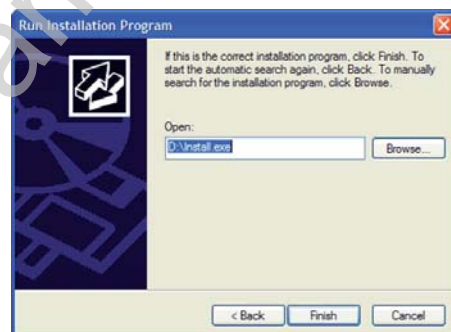 Run Installation Program
If this is the correct installation program, click Finish. To
start the automatic search again, click Back. To manually
search for the installation program, click Browse.
Open:
D:\Install.exe
Browse...
< Back
Finish
Cancel